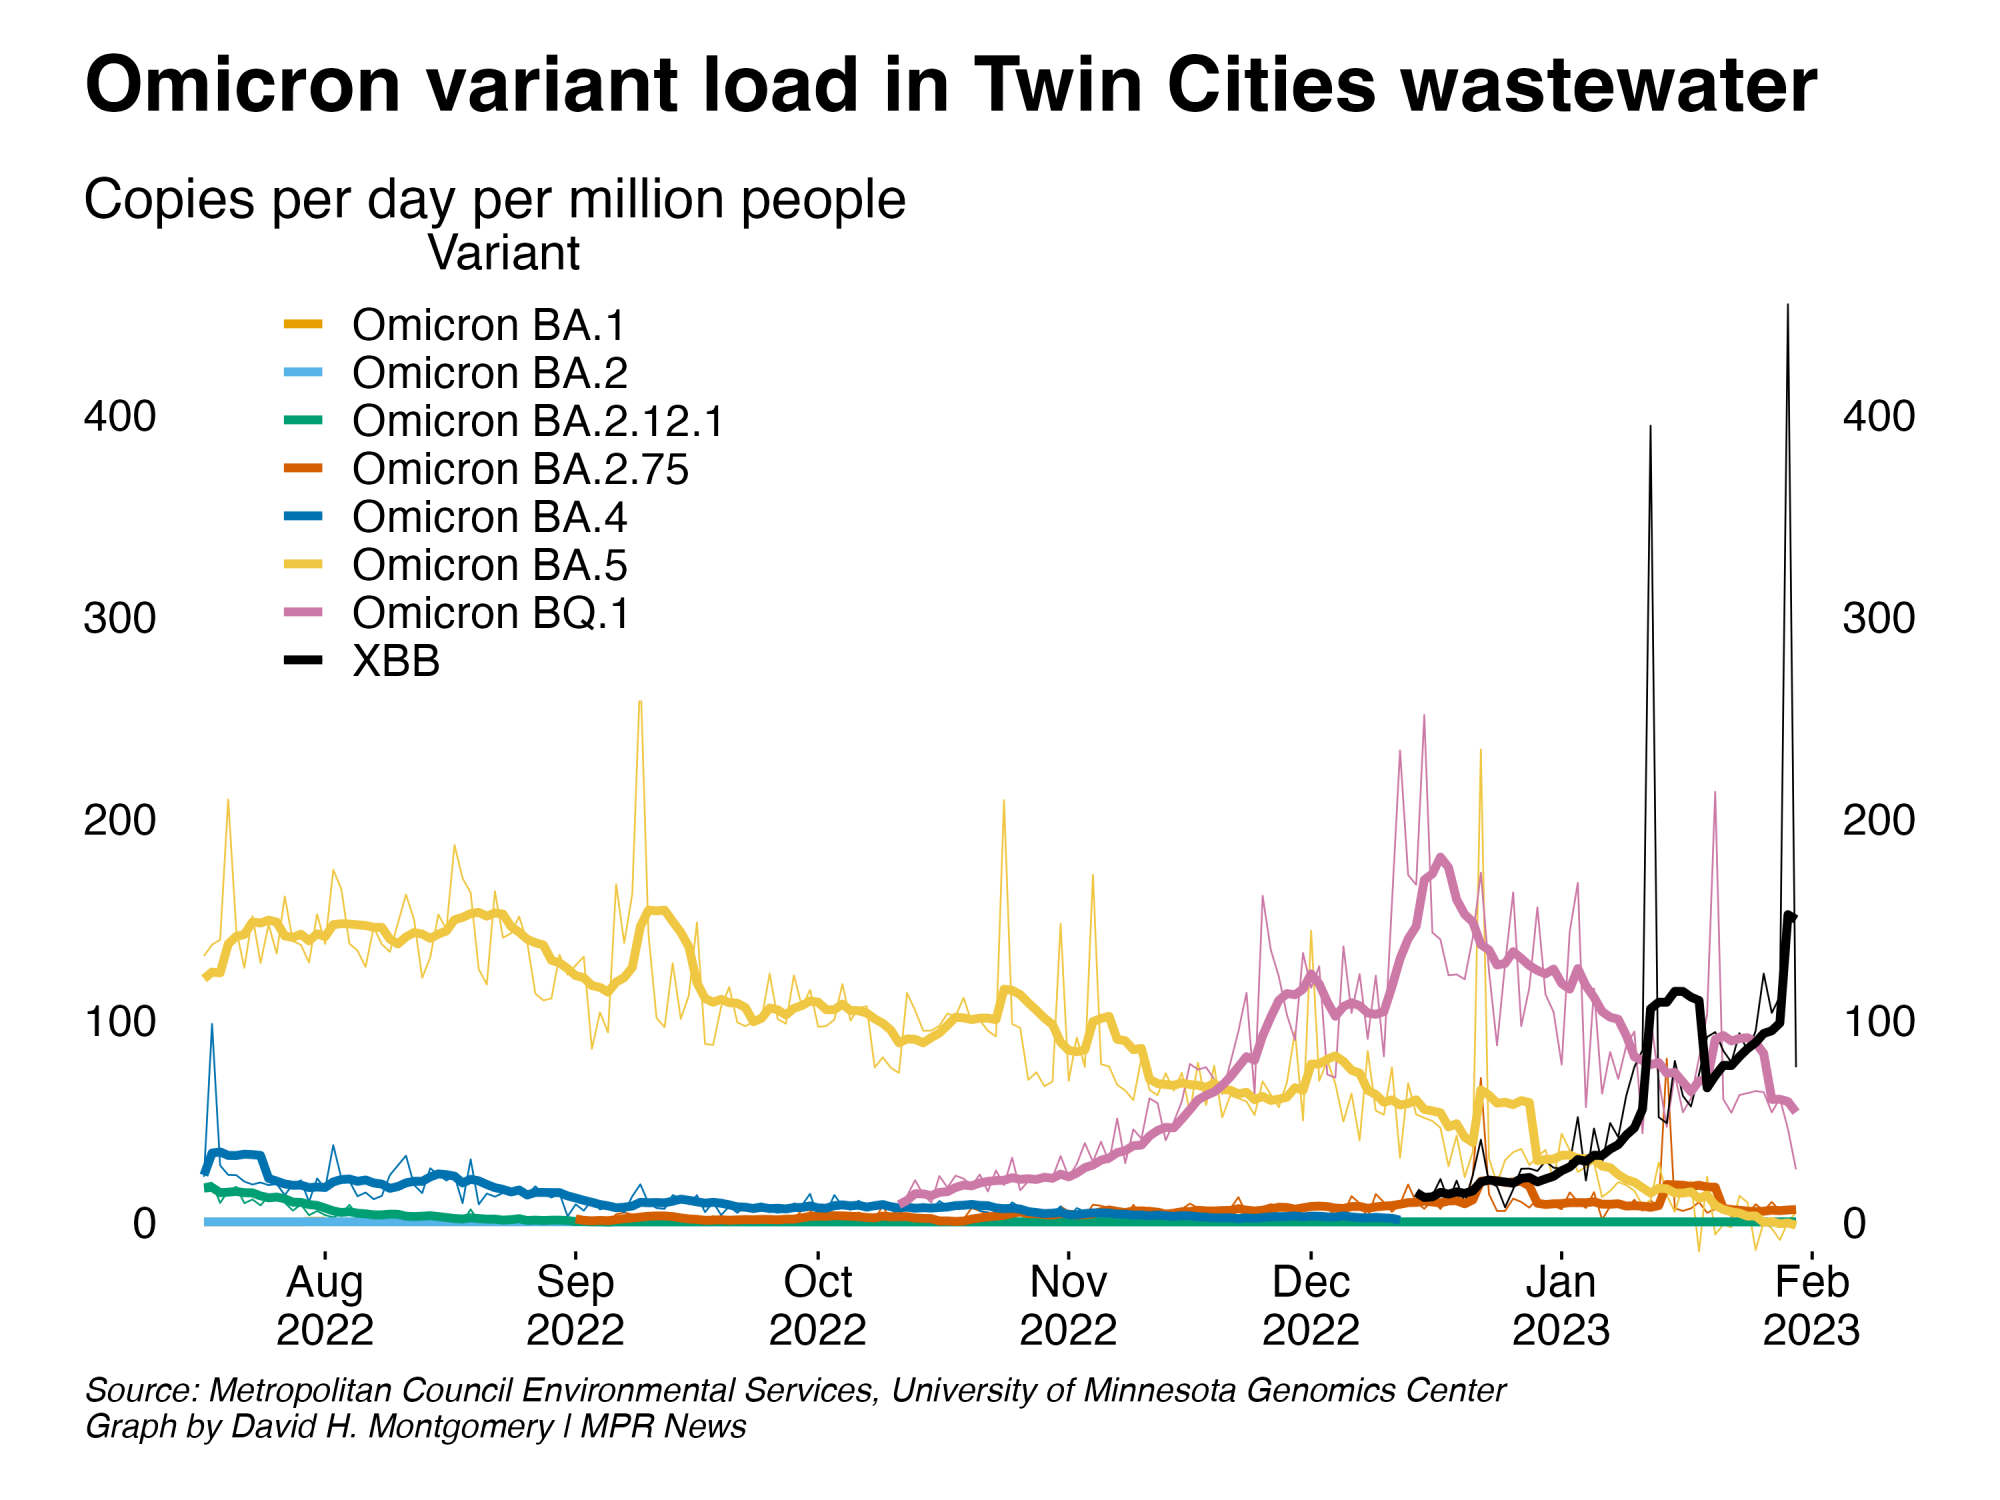 Omicron variant load in Twin Cities wastewater
Copies per day per million people
Variant
Omicron BA.1
Omicron BA.2
Omicron BA.2.12.1
Omicron BA.2.75
Omicron BA.4
Omicron BA.5
Omicron BQ.1
XBB
400 400
300 300
200 200
100 100
0 0
Aug Sep Oct Nov Dec Jan Feb
2022 2022 2022 2022 2022 2023 2023
Source: Metropolitan Council Environmental Services, University of Minnesota Genomics Center
Graph by David H. Montgomery | MPR News